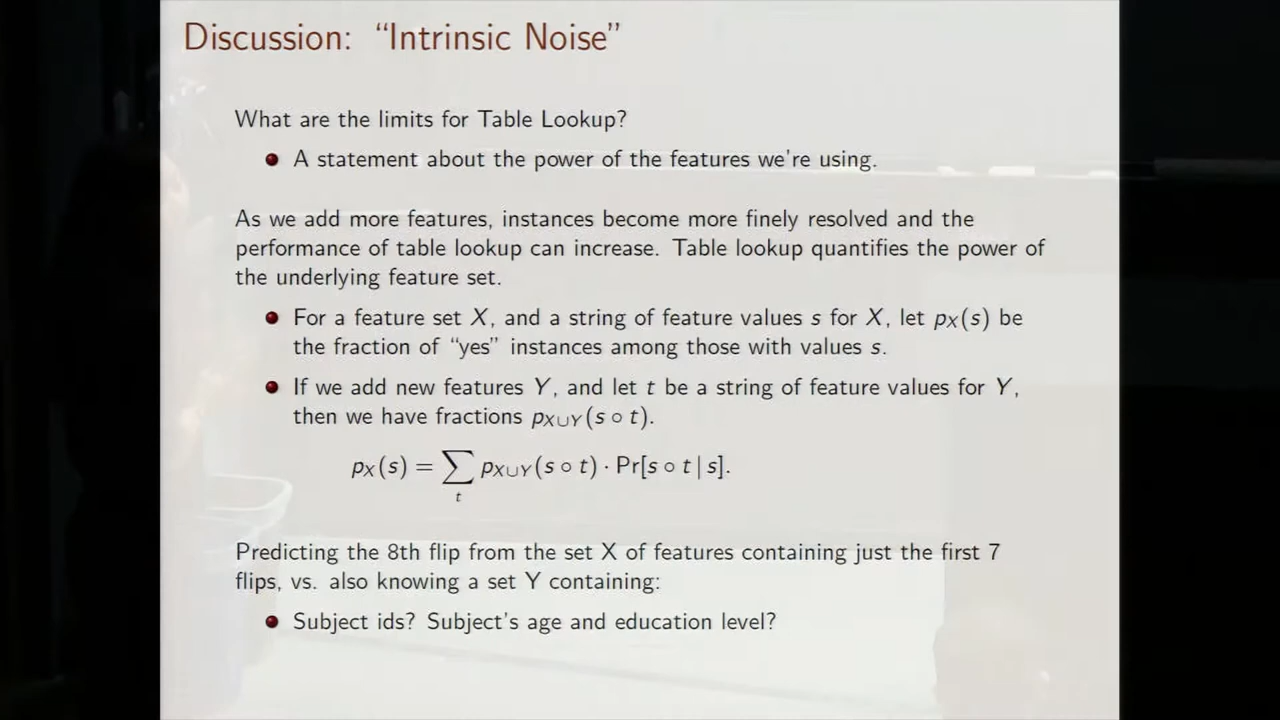 Discussion: “Intrinsic Noise”
What are the limits for Table Lookup?
A statement about the power of the features we're using.
As we add more features, instances become more finely resolved and the
performance of table lookup can increase. Table lookup quantifies the power of
the underlying feature set.
For a feature set X, and a string of feature values s for X, let p_X(s) be
the fraction of “yes” instances among those with values s.
If we add new features Y, and let t be a string of feature values for Y,
then we have fractions p_{X∪Y}(s ∘ t).
p_X(s) = ∑_t p_{X∪Y}(s ∘ t) · Pr[s ∘ t | s].
Predicting the 8th flip from the set X of features containing just the first 7
flips, vs. also knowing a set Y containing:
Subject ids? Subject's age and education level?